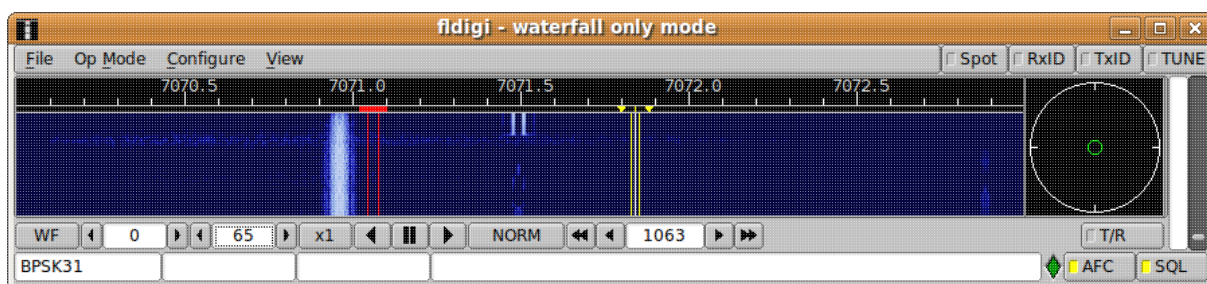 fldigi - waterfall only mode
File Op Mode Configure View Spot RxID TxID TUNE
7070.5 7071.0 7071.5 7072.0 7072.5
WF 0 65 x1 NORM 1063 T/R
BPSK31 AFC SQL